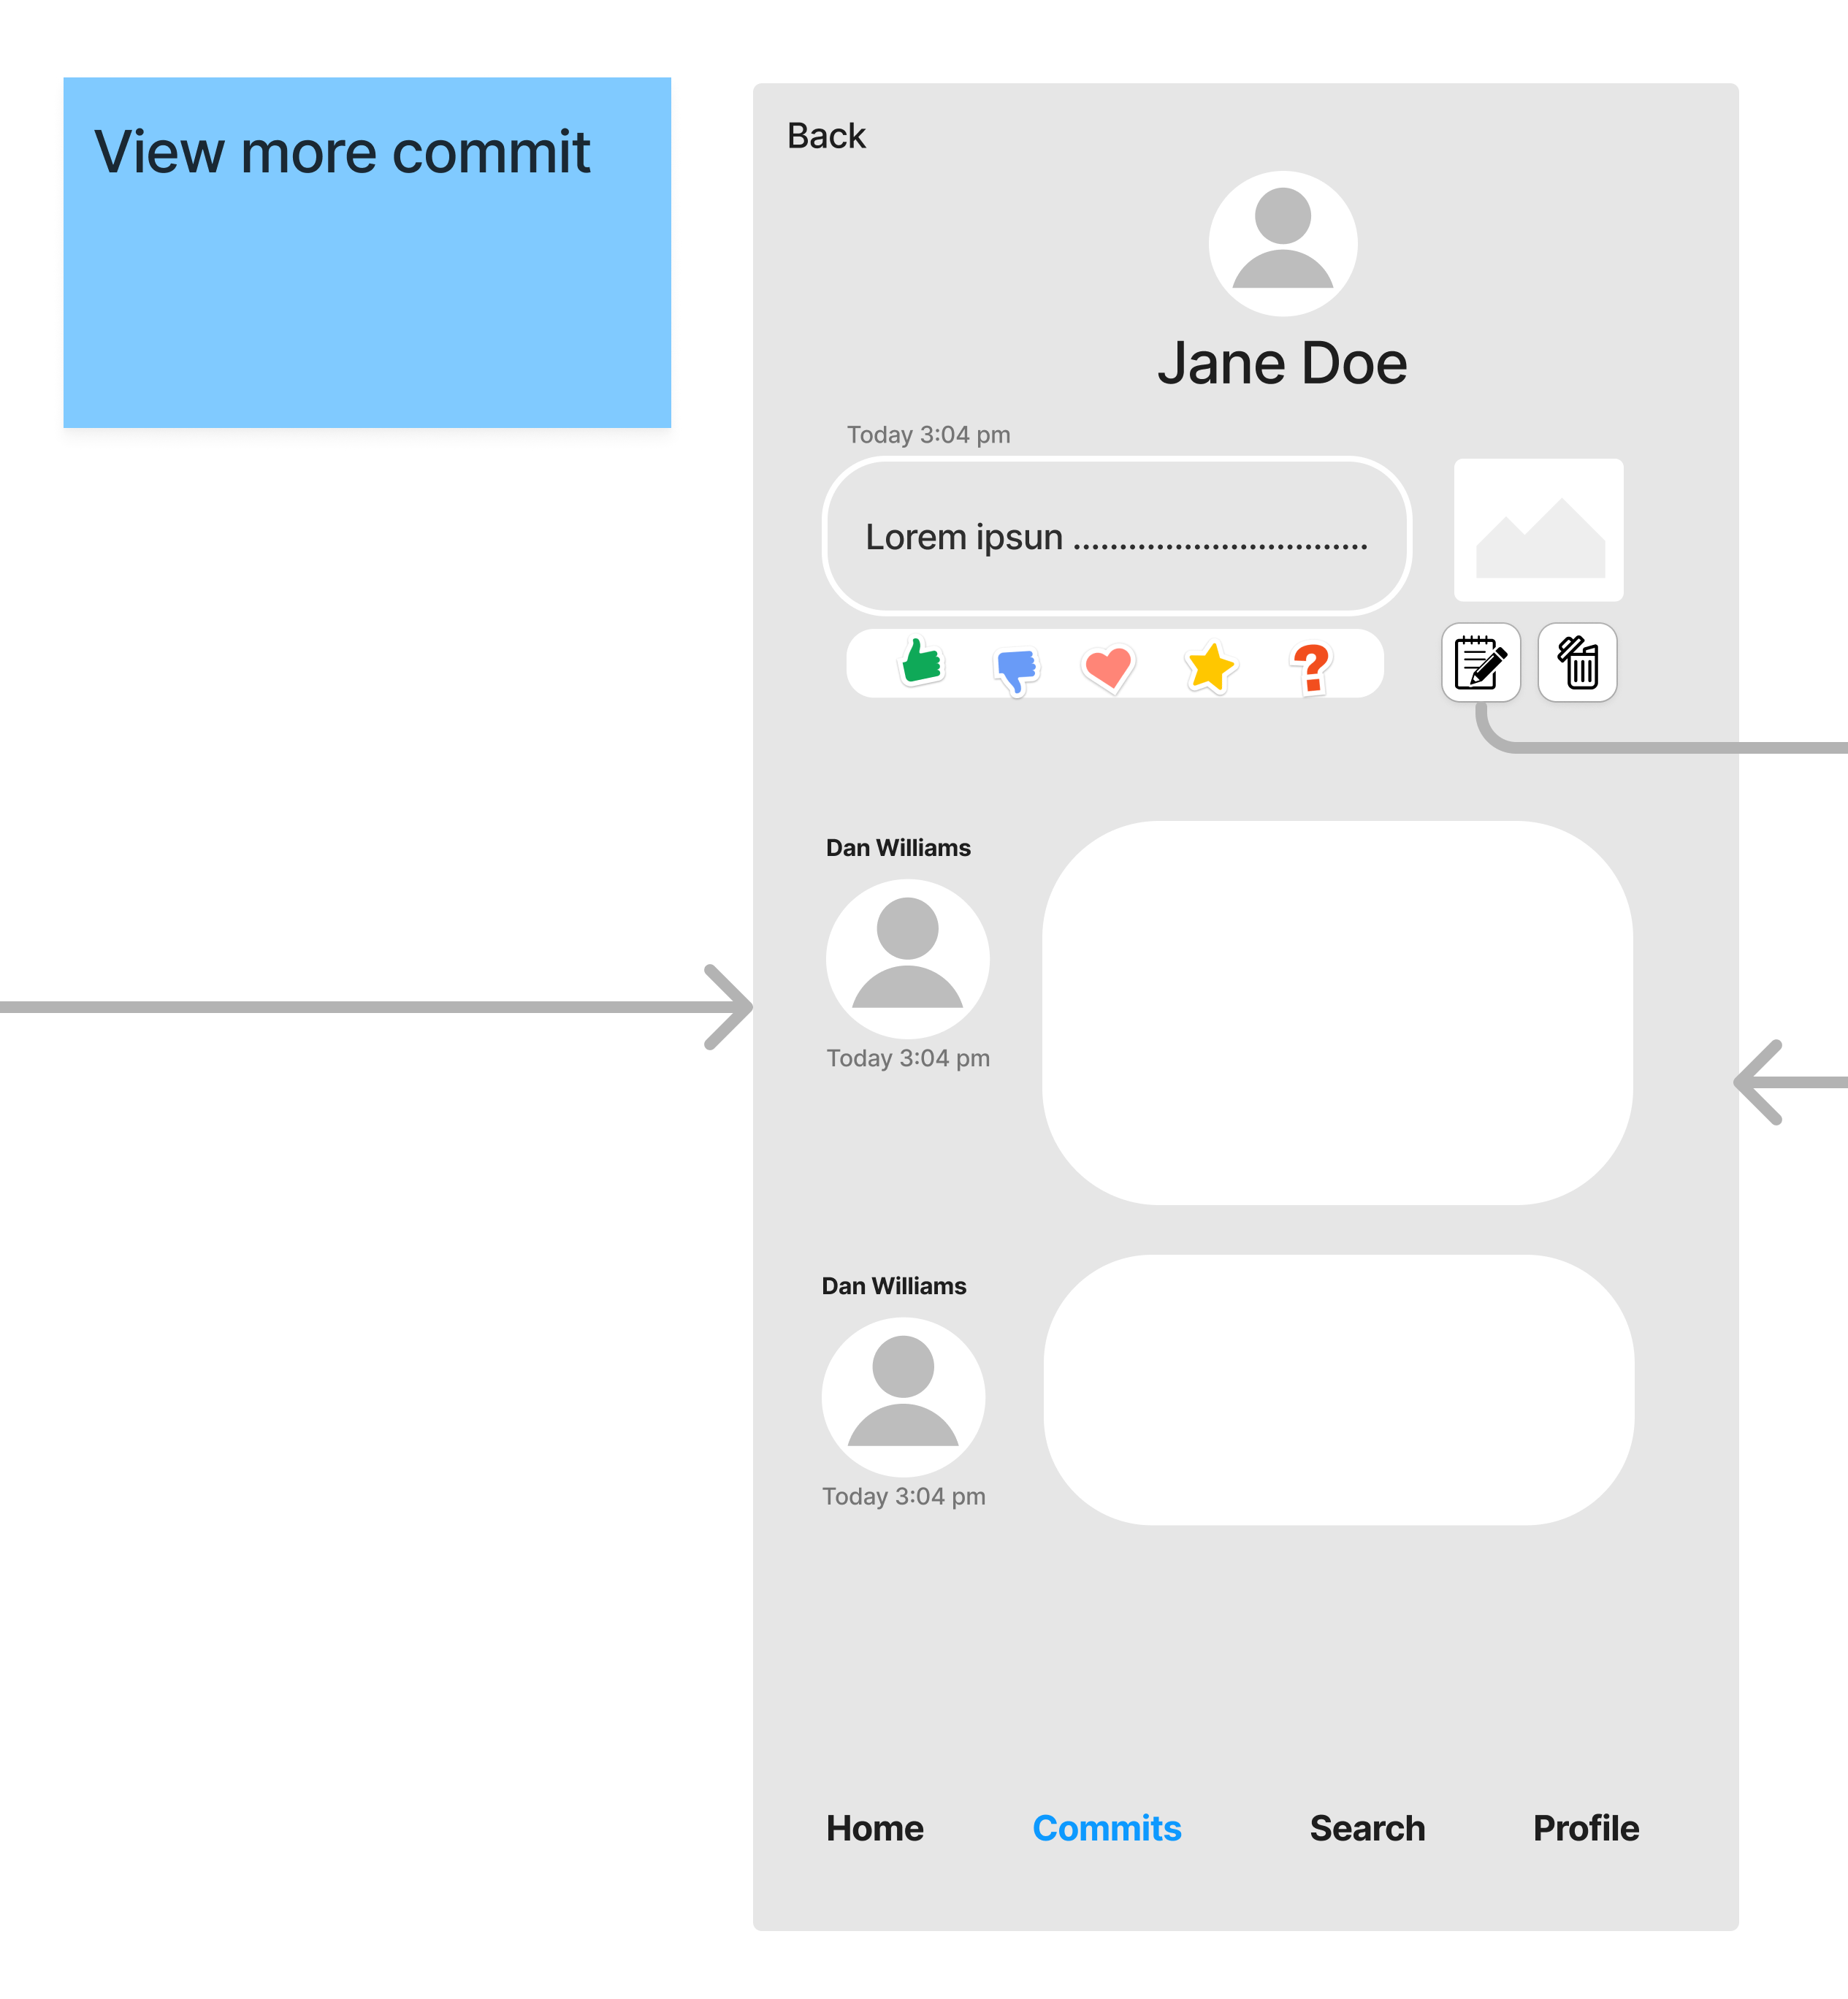 View more commit
Back
Jane Doe
Today 3:04 pm
Lorem ipsun ................................
Dan Williams
Today 3:04 pm
Dan Williams
Today 3:04 pm
Home Commits Search Profile